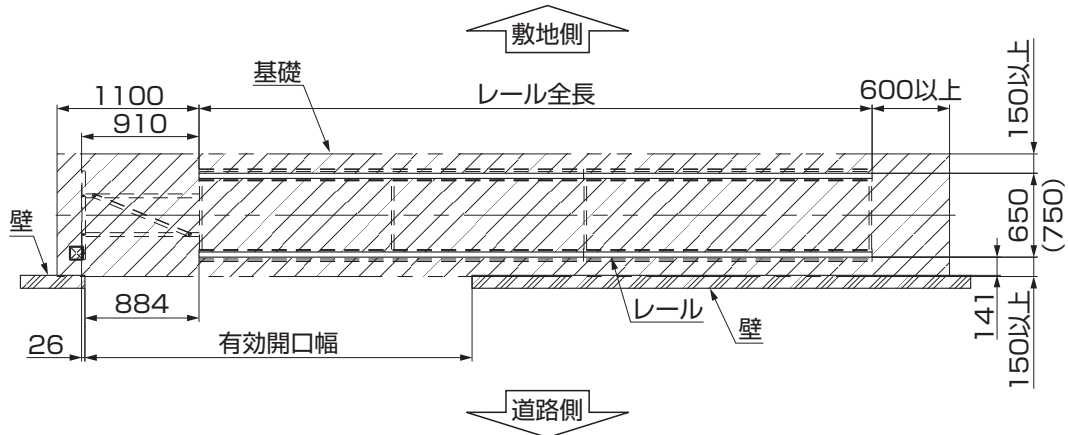 敷地側
基礎
1100
レール全長
600以上
150以上
910
壁
650
(750)
884
レール
壁
141
26
有効開口幅
150以上
道路側